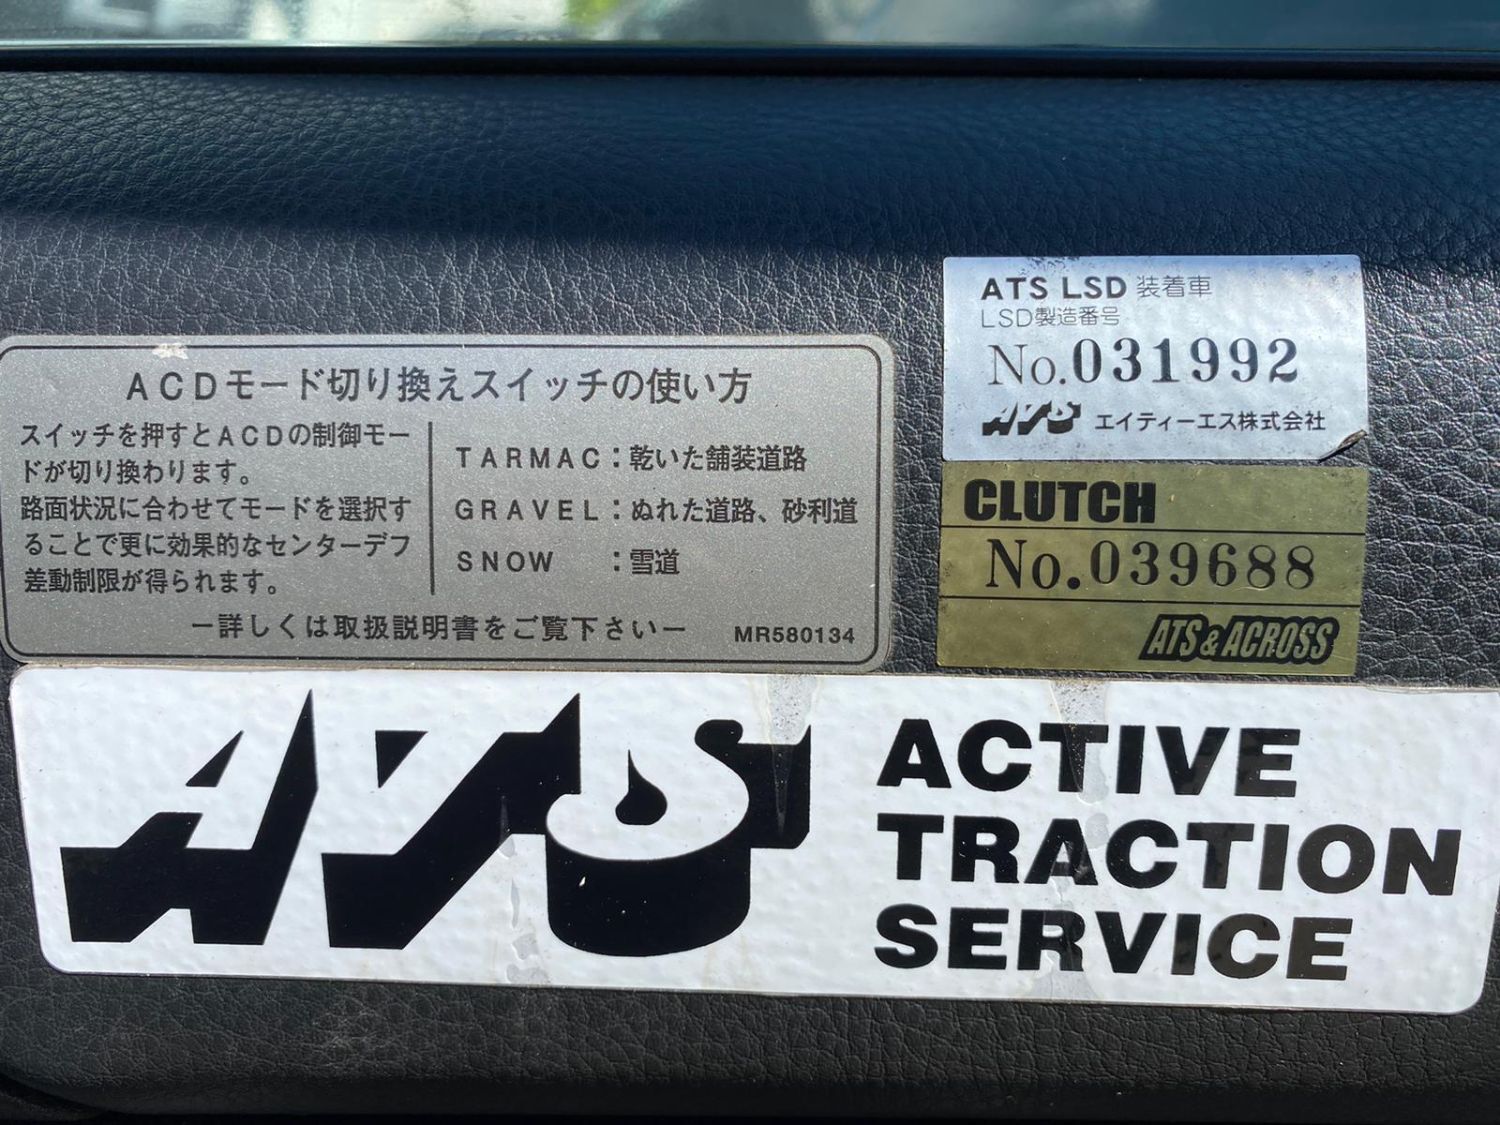 ACDモード切り換えスイッチの使い方
スイッチを押すとACDの制御モー
ドが切り換わります。
路面状況に合わせてモードを選択す
ることで更に効果的なセンターデフ
差動制限が得られます。
TARMAC：乾いた舗装道路
GRAVEL：ぬれた道路、砂利道
SNOW　：雪道
ー詳しくは取扱説明書をご覧下さいー
MR580134
ATS LSD 装着車
LSD製造番号
No.031992
ATS エイティーエス株式会社
CLUTCH
No.039688
ATS&ACROSS
ATS
ACTIVE
TRACTION
SERVICE